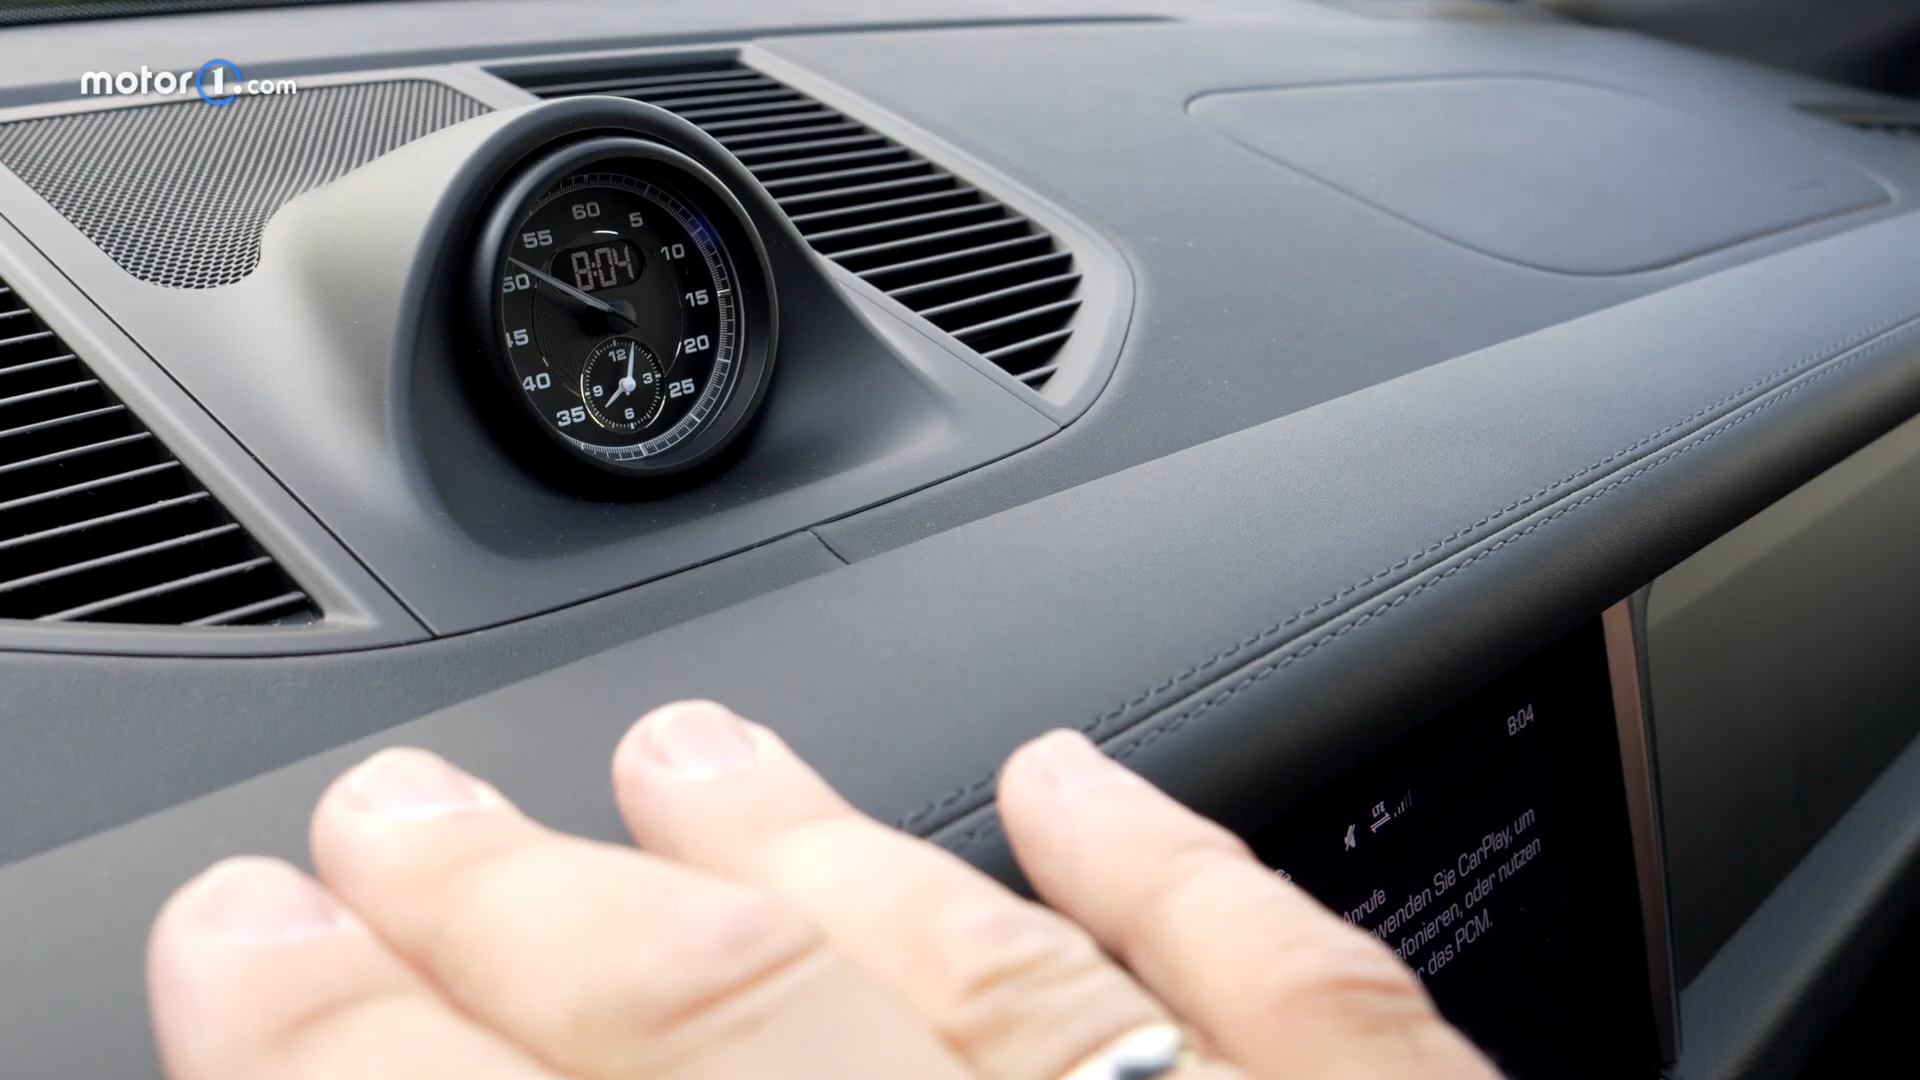 motor1.com
60
5
55
8:04
10
50
15
45
20
40
25
35
12
9
3
6
8:04
LTE
Anrufe
wenden Sie CarPlay, um
efonieren, oder nutzen
r das PCM.